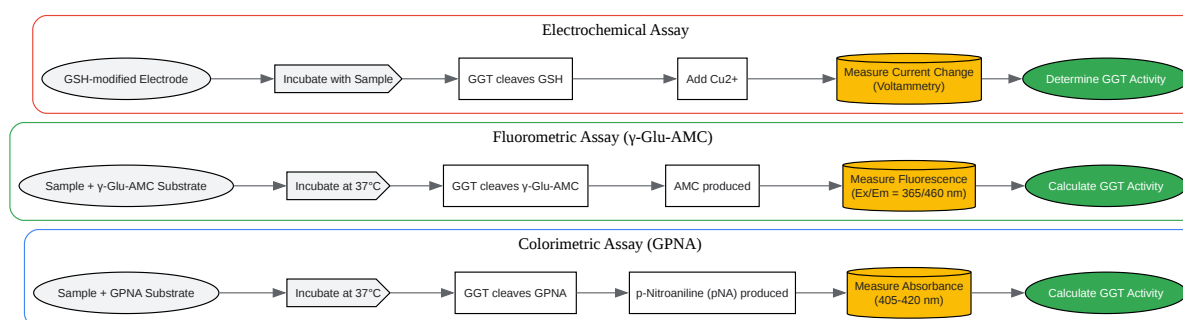 Electrochemical Assay
GSH-modified Electrode
Incubate with Sample
GGT cleaves GSH
Add Cu2+
Measure Current Change
(Voltammetry)
Determine GGT Activity
Fluorometric Assay (γ-Glu-AMC)
Sample + γ-Glu-AMC Substrate
Incubate at 37°C
GGT cleaves γ-Glu-AMC
AMC produced
Measure Fluorescence
(Ex/Em = 365/460 nm)
Calculate GGT Activity
Colorimetric Assay (GPNA)
Sample + GPNA Substrate
Incubate at 37°C
GGT cleaves GPNA
p-Nitroaniline (pNA) produced
Measure Absorbance
(405-420 nm)
Calculate GGT Activity